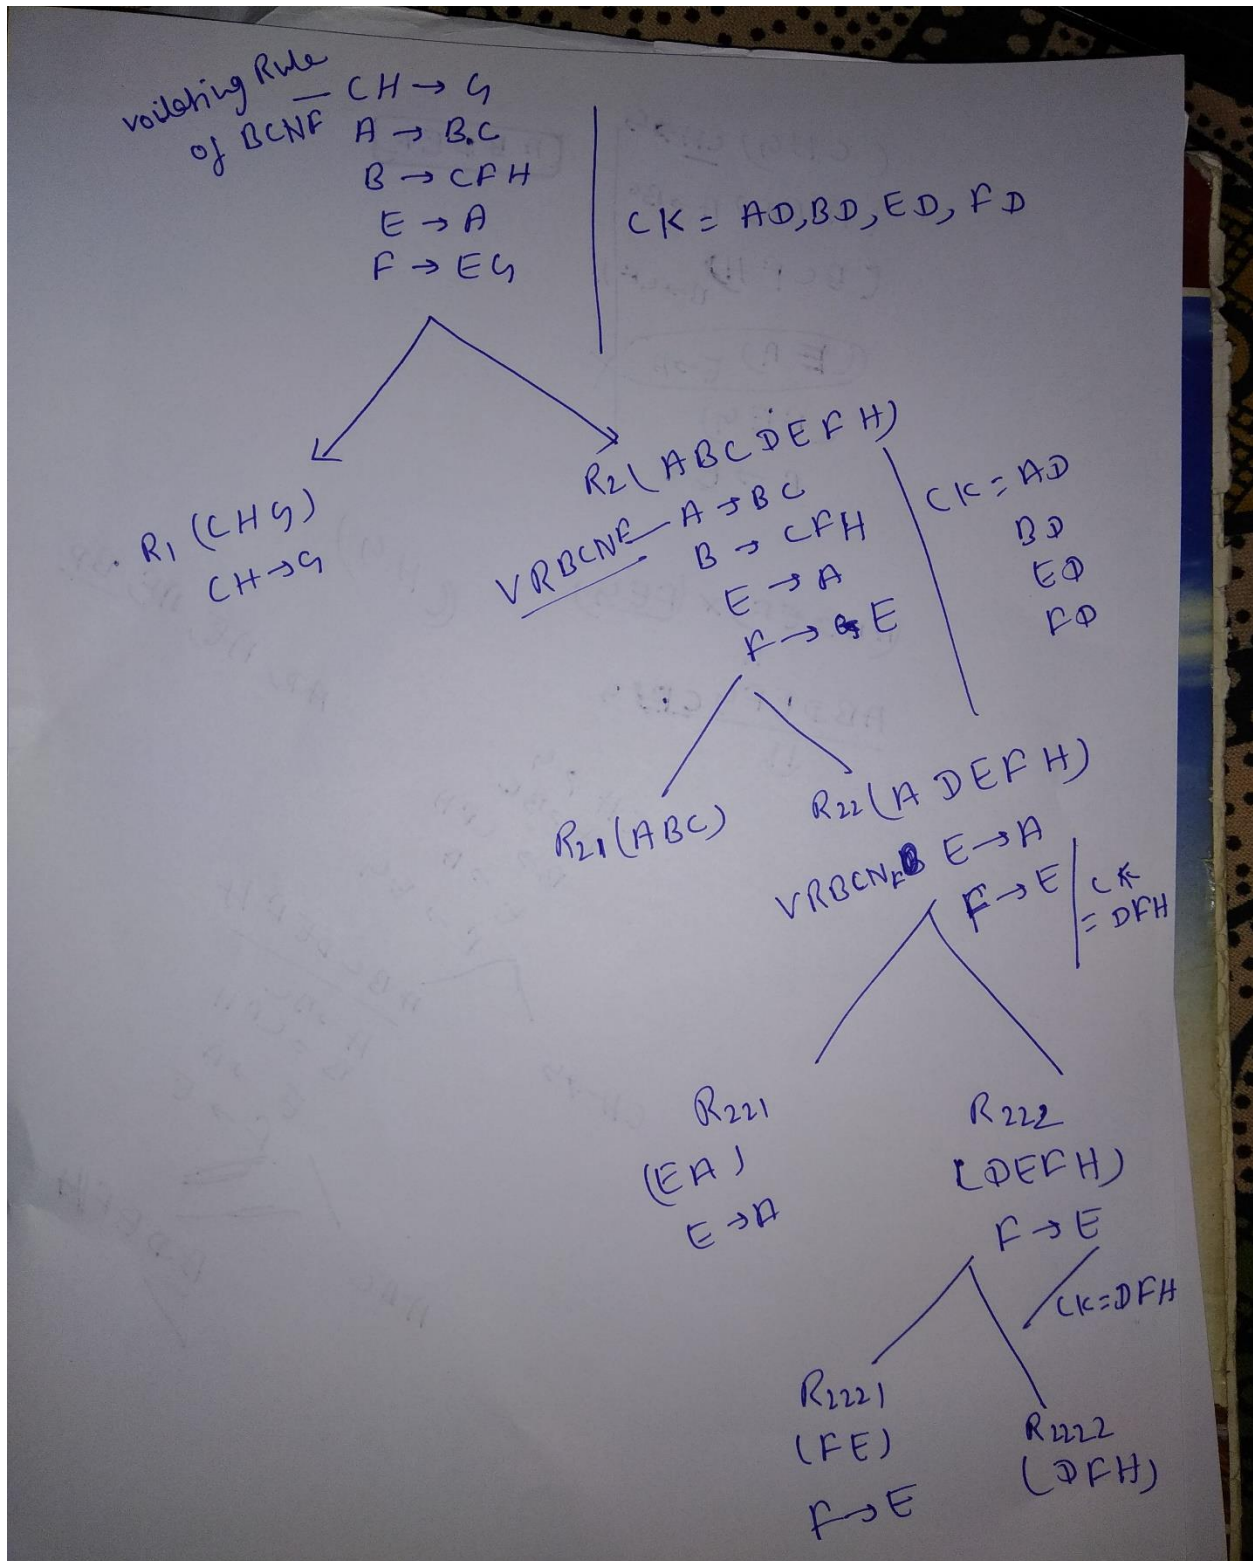 voilating Rule
of BCNF — CH → G
A → B.C
B → CFH
E → A
F → EG
CK = AD, BD, ED, FD
R1 (CHG)
CH → G
R2 (ABCDEFH)
VRBCNF — A → BC
B → CFH
E → A
F → E
CK = AD
BD
ED
FD
R21 (ABC)
R22 (A DEFH)
VRBCNF E → A
F → E
CK
= DFH
R221
(EA)
E → A
R222
(DEFH)
F → E
CK = DFH
R2221
(FE)
F → E
R2222
(DFH)